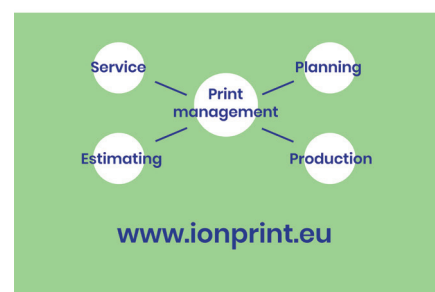 Service
Planning
Print
management
Estimating
Production
www.ionprint.eu